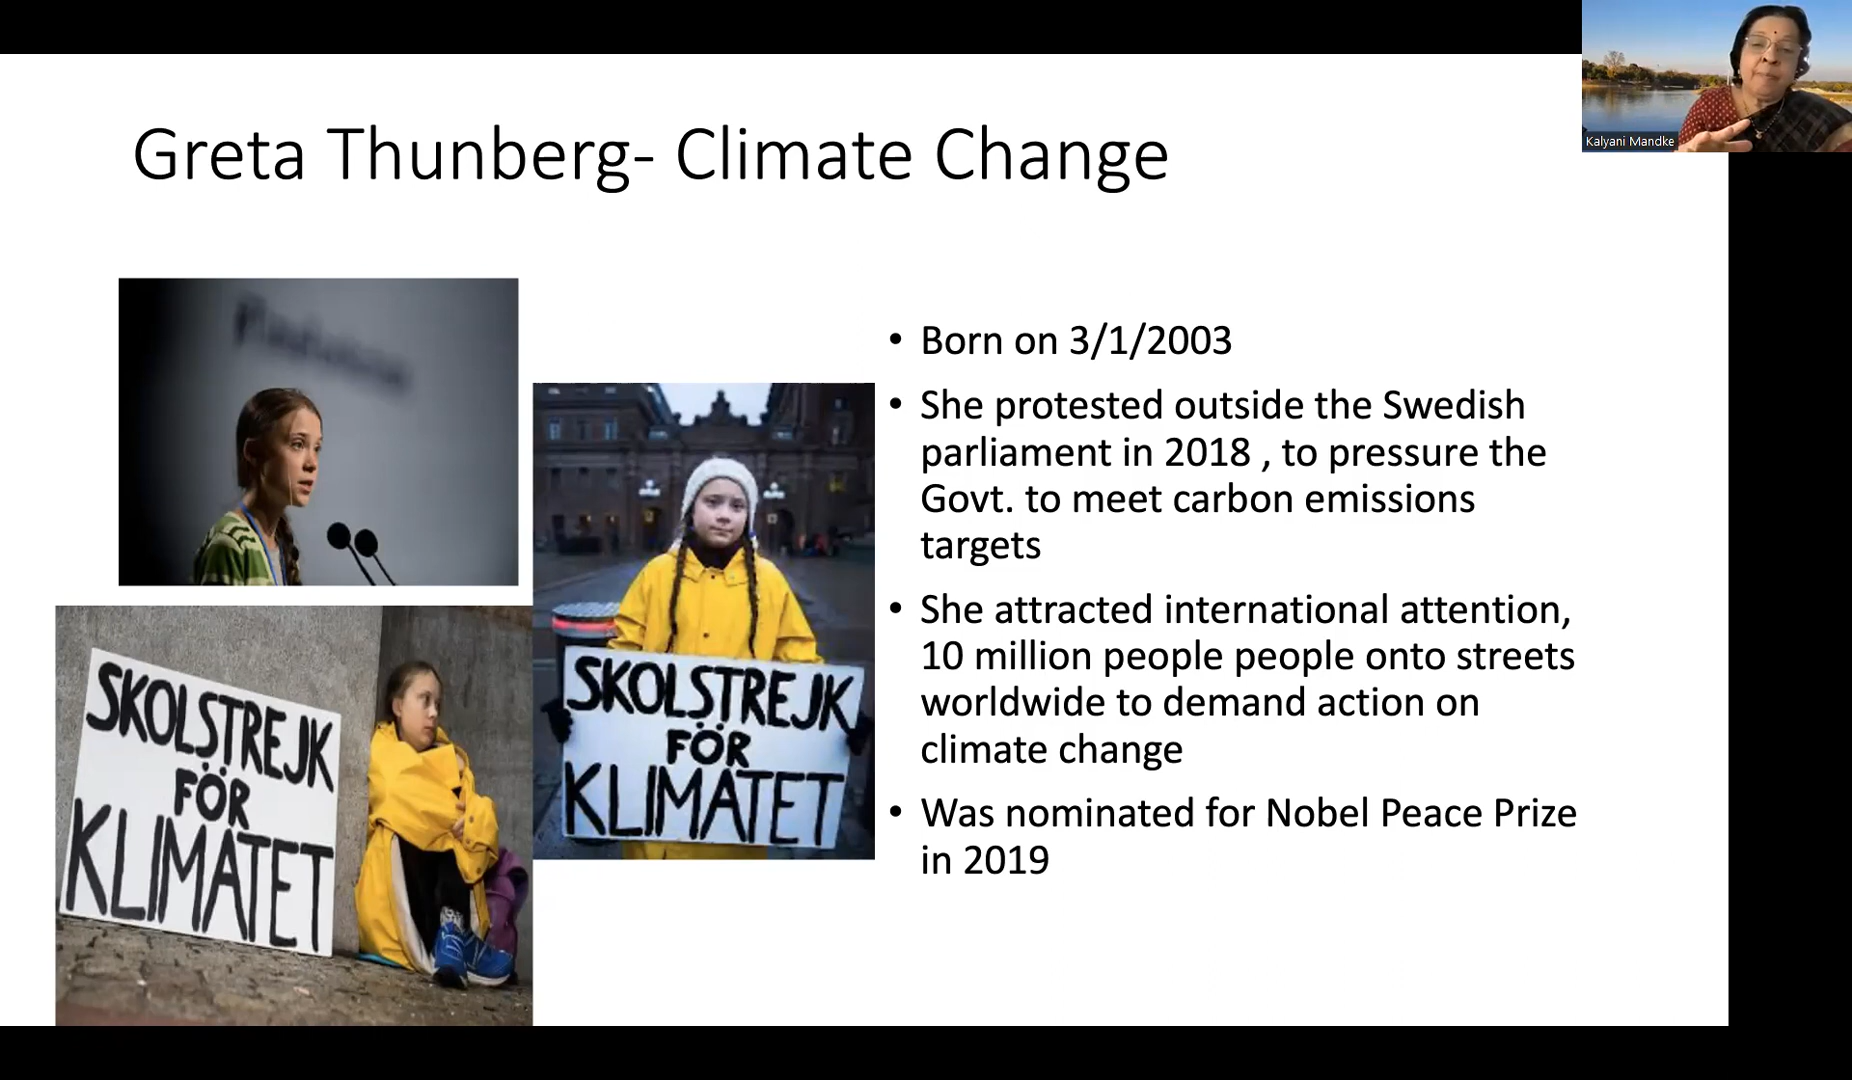 Kalyani Mandke
Greta Thunberg- Climate Change
• Born on 3/1/2003
• She protested outside the Swedish
parliament in 2018 , to pressure the
Govt. to meet carbon emissions
targets
• She attracted international attention,
10 million people people onto streets
worldwide to demand action on
climate change
• Was nominated for Nobel Peace Prize
in 2019
SKOLSTREJK
FÖR
KLIMATET
SKOLSTREJK
FÖR
KLIMATET